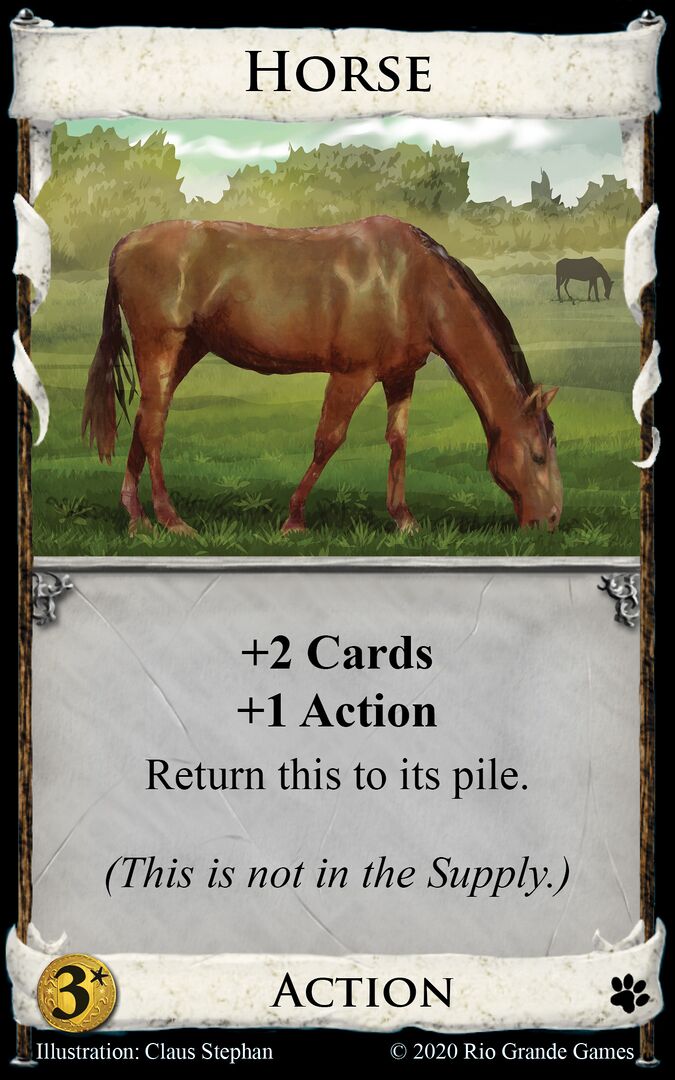 HORSE
+2 Cards
+1 Action
Return this to its pile.
(This is not in the Supply.)
3*
ACTION
Illustration: Claus Stephan
© 2020 Rio Grande Games